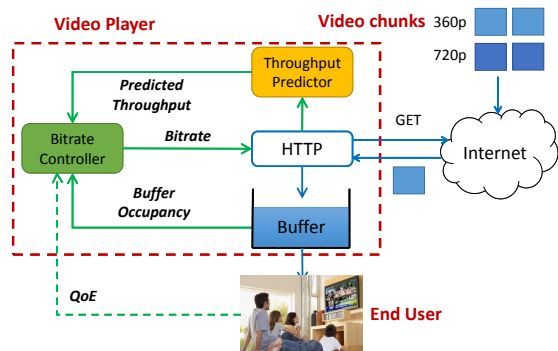 Video Player
Video chunks
360p
720p
Throughput
Predictor
Predicted
Throughput
Bitrate
Controller
Bitrate
HTTP
GET
Internet
Buffer
Occupancy
Buffer
QoE
End User